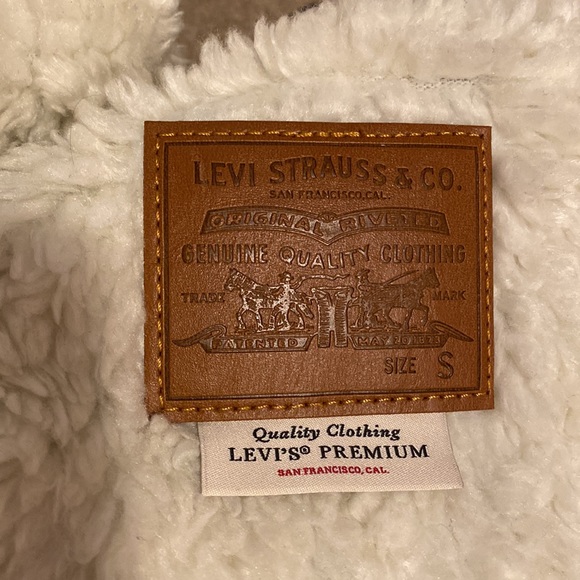 LEVI STRAUSS & CO.
SAN FRANCISCO, CAL.
ORIGINAL RIVETED
GENUINE QUALITY CLOTHING
TRADE MARK
PATENTED MAY 20 1873
SIZE S
Quality Clothing
LEVI'S® PREMIUM
SAN FRANCISCO, CAL.